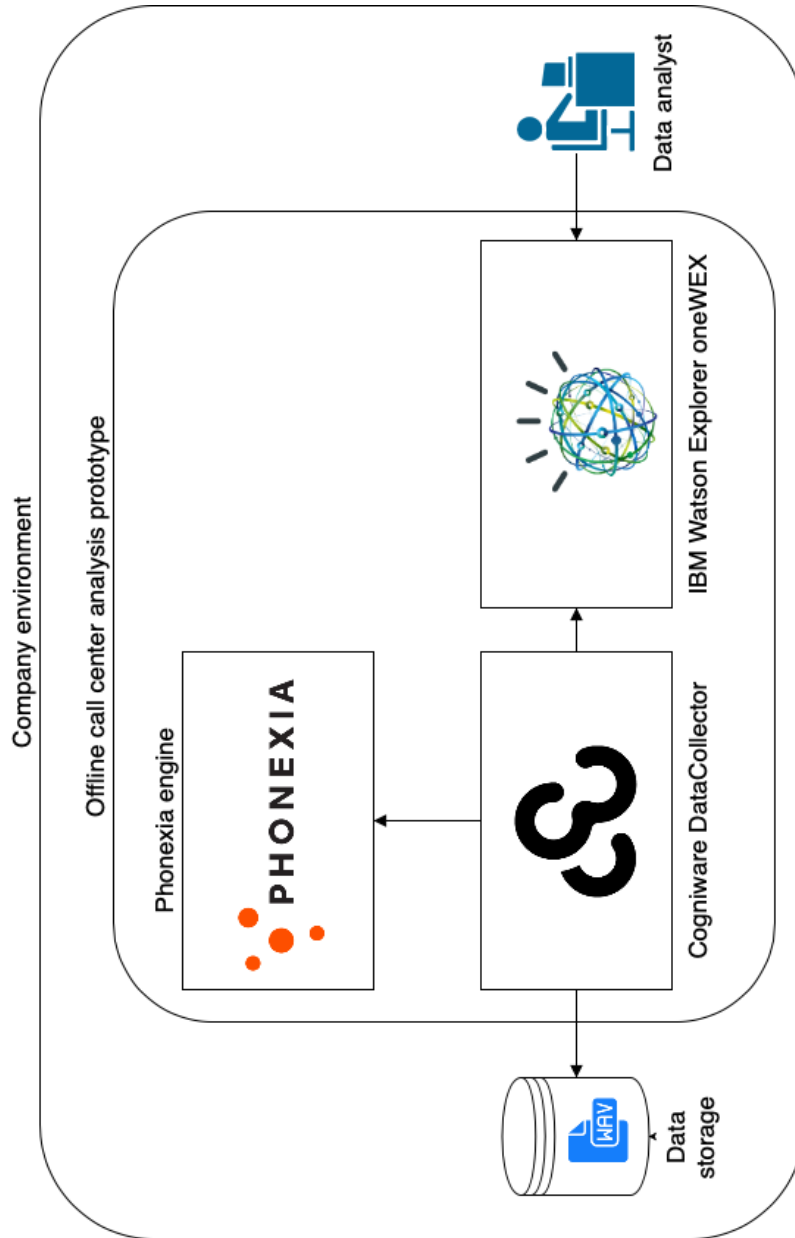 Company environment
Offline call center analysis prototype
Phonexia engine
PHONEXIA
Data
storage
WAV
Cogniware DataCollector
IBM Watson Explorer oneWEX
Data analyst